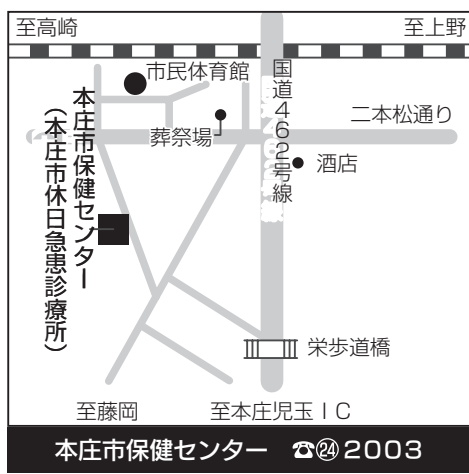 至高崎
至上野
市民体育館
国道462号線
二本松通り
葬祭場
酒店
本庄市保健センター
(本庄市休日急患診療所)
栄歩道橋
至藤岡
至本庄児玉IC
本庄市保健センター ☎㉔2003